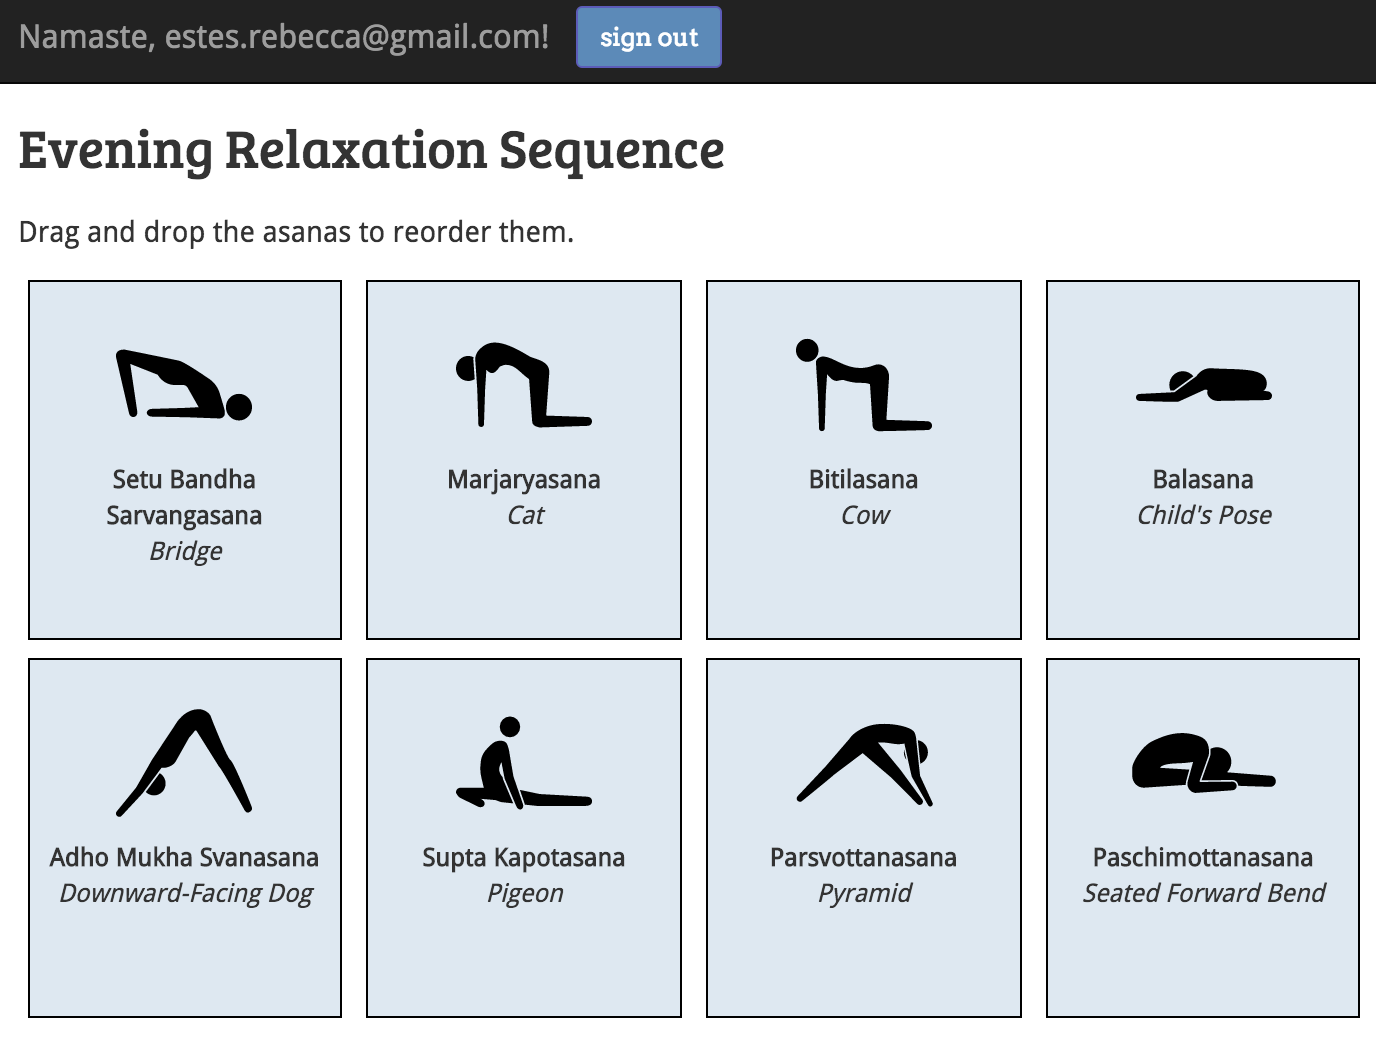 Namaste, estes.rebecca@gmail.com!
sign out
Evening Relaxation Sequence
Drag and drop the asanas to reorder them.
Setu Bandha
Sarvangasana
Bridge
Marjaryasana
Cat
Bitilasana
Cow
Balasana
Child's Pose
Adho Mukha Svanasana
Downward-Facing Dog
Supta Kapotasana
Pigeon
Parsvottanasana
Pyramid
Paschimottanasana
Seated Forward Bend